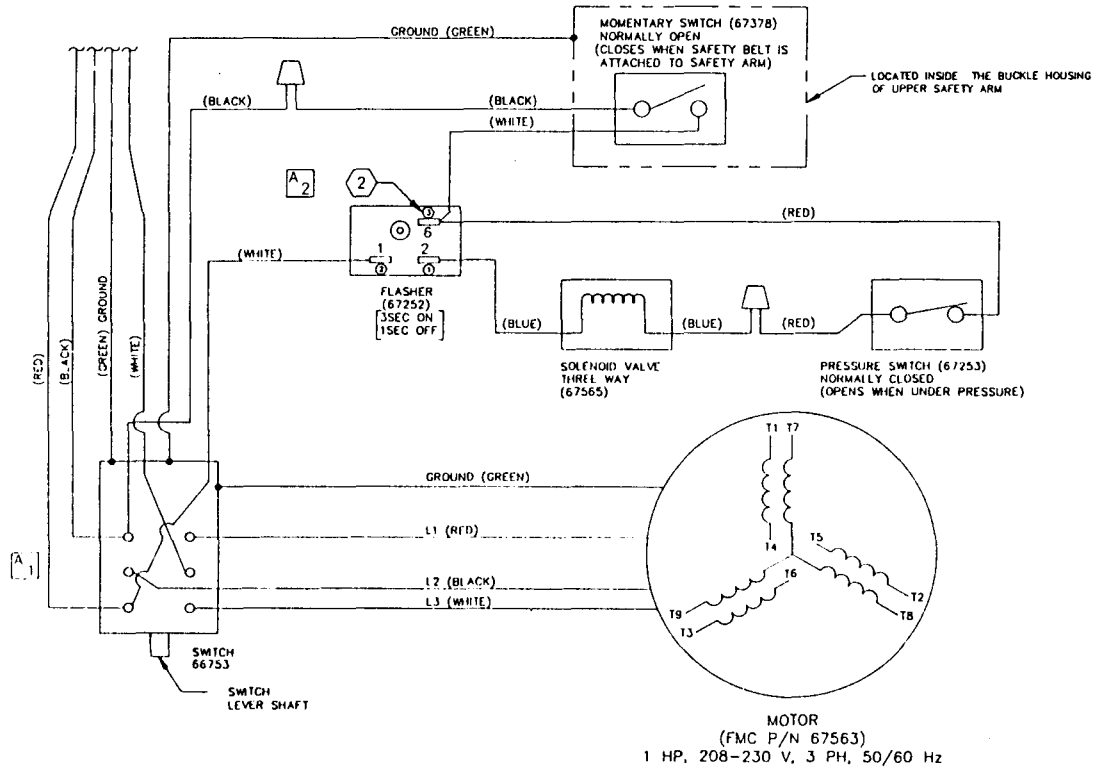 GROUND (GREEN)
MOMENTARY SWITCH (67378)
NORMALLY OPEN
(CLOSES WHEN SAFETY BELT IS
ATTACHED TO SAFETY ARM)
LOCATED INSIDE THE BUCKLE HOUSING
OF UPPER SAFETY ARM
(BLACK)
(BLACK)
(WHITE)
A 2
2
3
6
1
2
2
1
(WHITE)
(RED)
FLASHER
(67252)
[3SEC ON
1SEC OFF]
(BLUE)
(BLUE)
(RED)
SOLENOID VALVE
THREE WAY
(67565)
PRESSURE SWITCH (67253)
NORMALLY CLOSED
(OPENS WHEN UNDER PRESSURE)
(RED)
(BLACK)
(GREEN) GROUND
(WHITE)
GROUND (GREEN)
L1 (RED)
L2 (BLACK)
L3 (WHITE)
A 1
T1 T7
T4
T5
T6
T2
T8
T9
T3
SWITCH
66753
SWITCH
LEVER SHAFT
MOTOR
(FMC P/N 67563)
1 HP, 208-230 V, 3 PH, 50/60 Hz